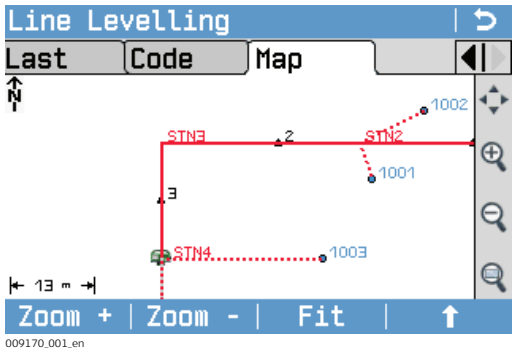 Line Levelling
Last Code Map
N
1002
STN3 2 STN2
1001
3
STN4 1003
13 m
Zoom + Zoom - Fit
009170_001_en